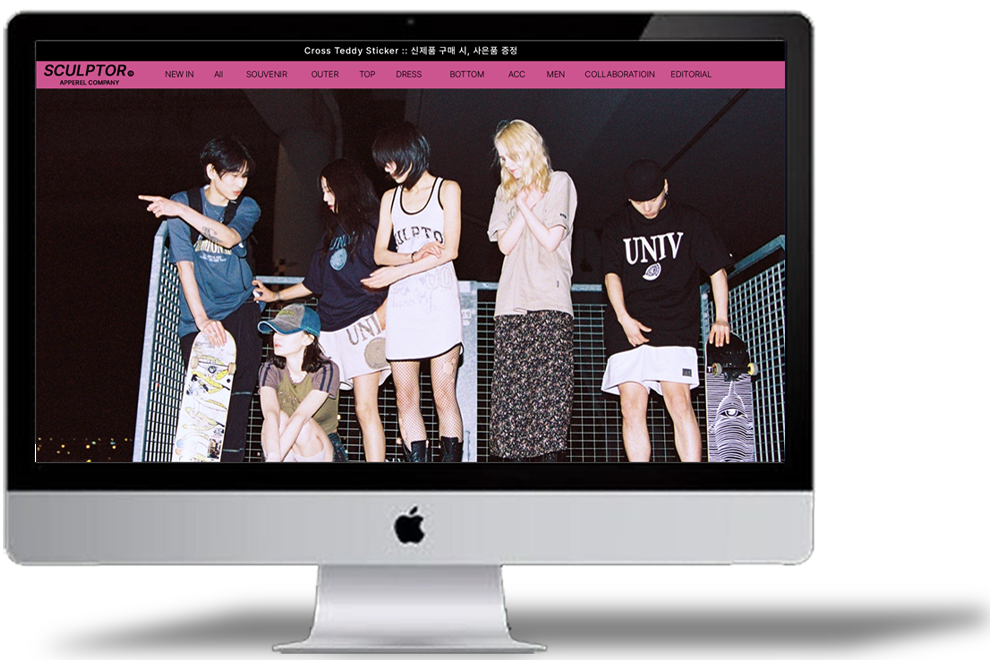 Cross Teddy Sticker :: 신제품 구매 시, 사은품 증정
SCULPTOR
APPEREL COMPANY
NEW IN All SOUVENIR OUTER TOP DRESS BOTTOM ACC MEN COLLABORATIOIN EDITORIAL
UNIV